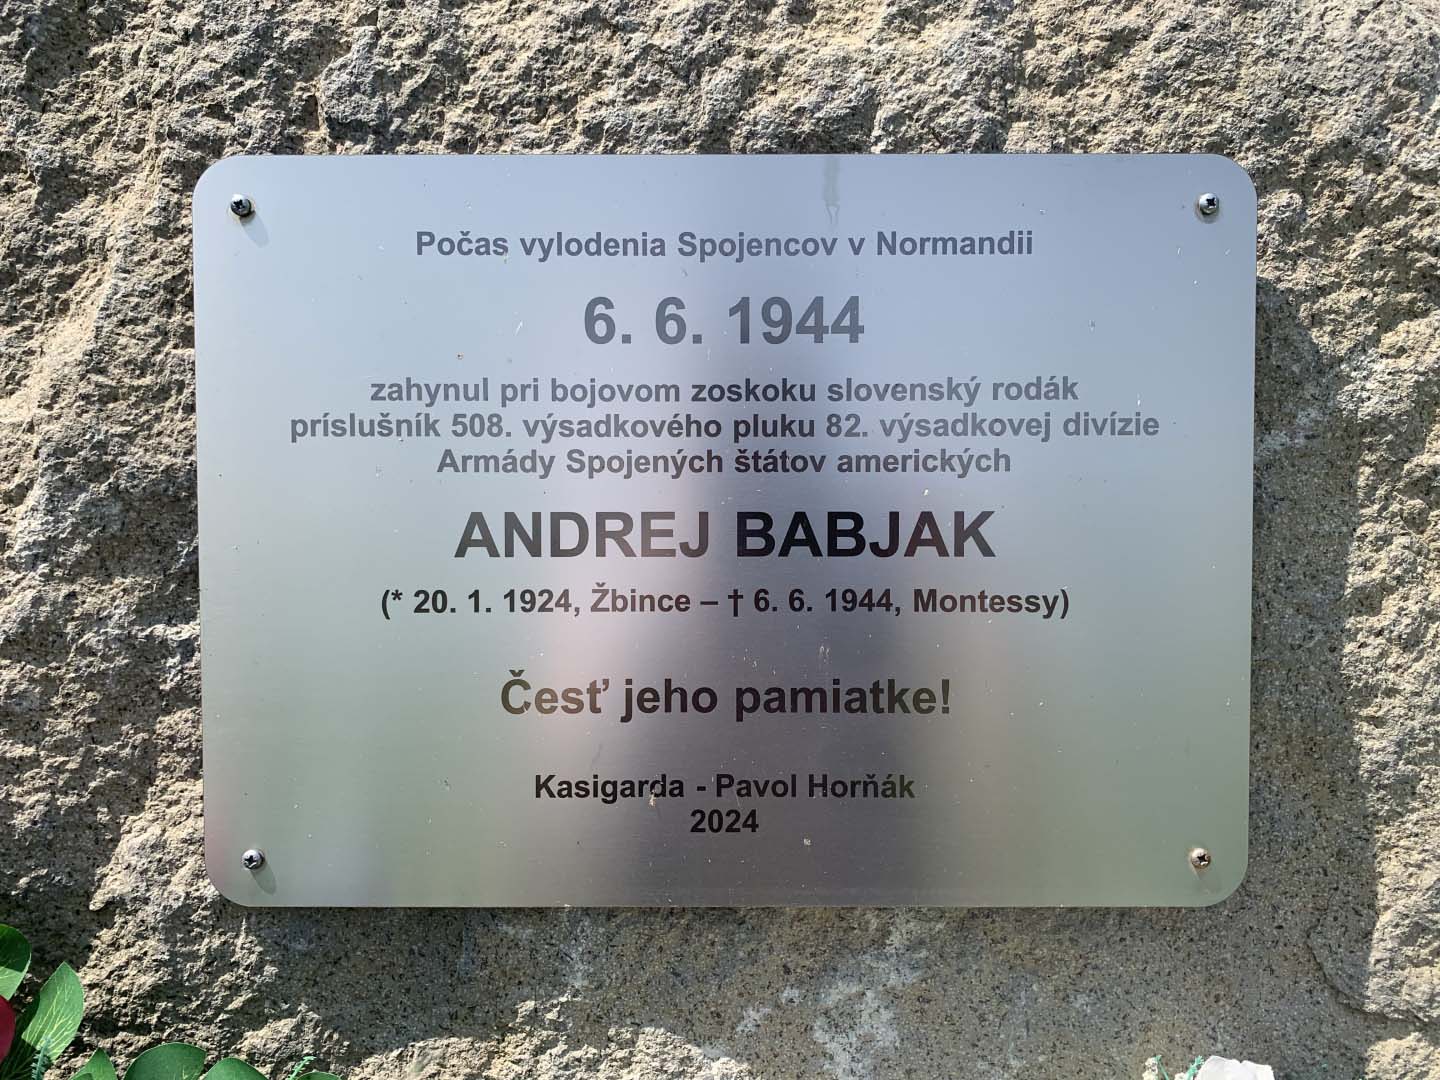 Počas vylodenia Spojencov v Normandii
6. 6. 1944
zahynul pri bojovom zoskoku slovenský rodák
príslušník 508. výsadkového pluku 82. výsadkovej divízie
Armády Spojených štátov amerických
ANDREJ BABJAK
(* 20. 1. 1924, Žbince – † 6. 6. 1944, Montessy)
Česť jeho pamiatke!
Kasigarda - Pavol Horňák
2024